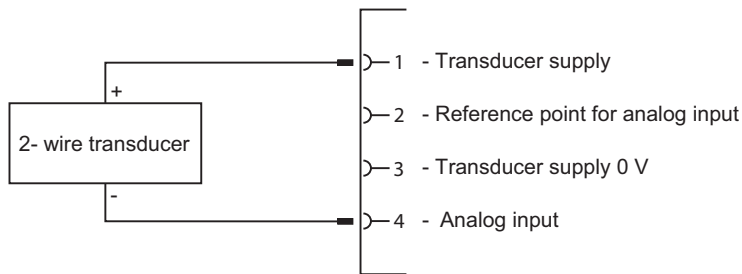 1 - Transducer supply
+
2 - Reference point for analog input
2- wire transducer
3 - Transducer supply 0 V
-
4 - Analog input